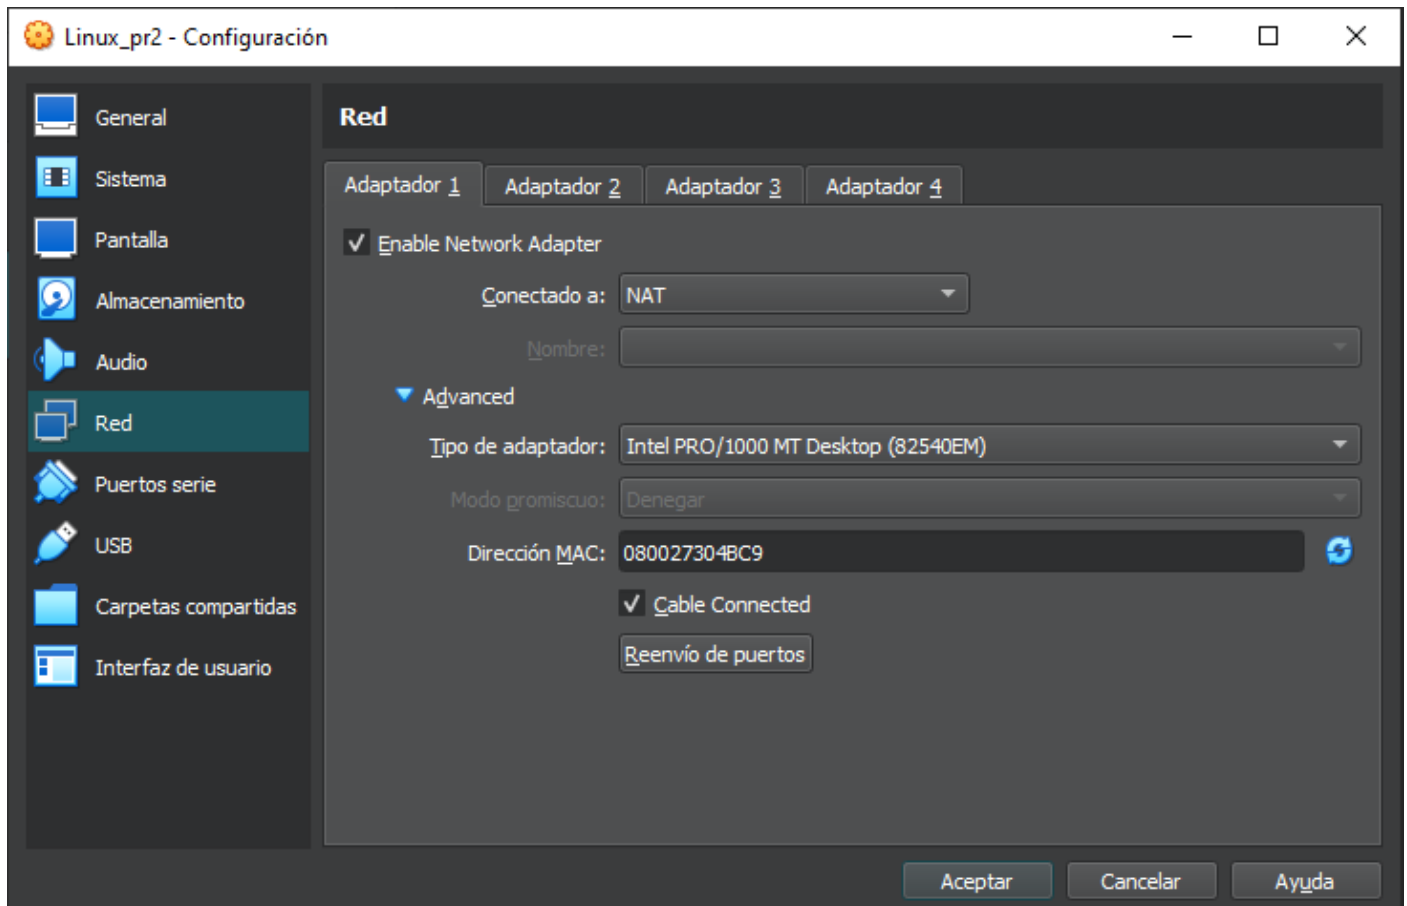 Linux_pr2 - Configuración
General
Sistema
Pantalla
Almacenamiento
Audio
Red
Puertos serie
USB
Carpetas compartidas
Interfaz de usuario
Red
Adaptador 1 Adaptador 2 Adaptador 3 Adaptador 4
Enable Network Adapter
Conectado a: NAT
Nombre:
Advanced
Tipo de adaptador: Intel PRO/1000 MT Desktop (82540EM)
Modo promiscuo: Denegar
Dirección MAC: 080027304BC9
Cable Connected
Reenvío de puertos
Aceptar Cancelar Ayuda